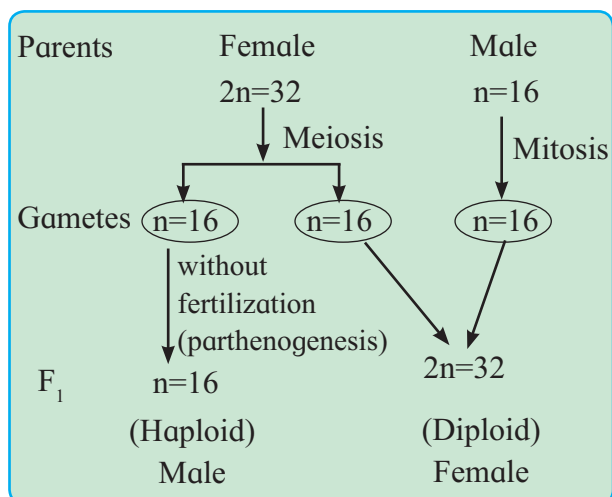 Parents Female Male
2n=32 n=16
Meiosis Mitosis
Gametes n=16 n=16 n=16
without
fertilization
(parthenogenesis)
F1 n=16 2n=32
(Haploid) (Diploid)
Male Female